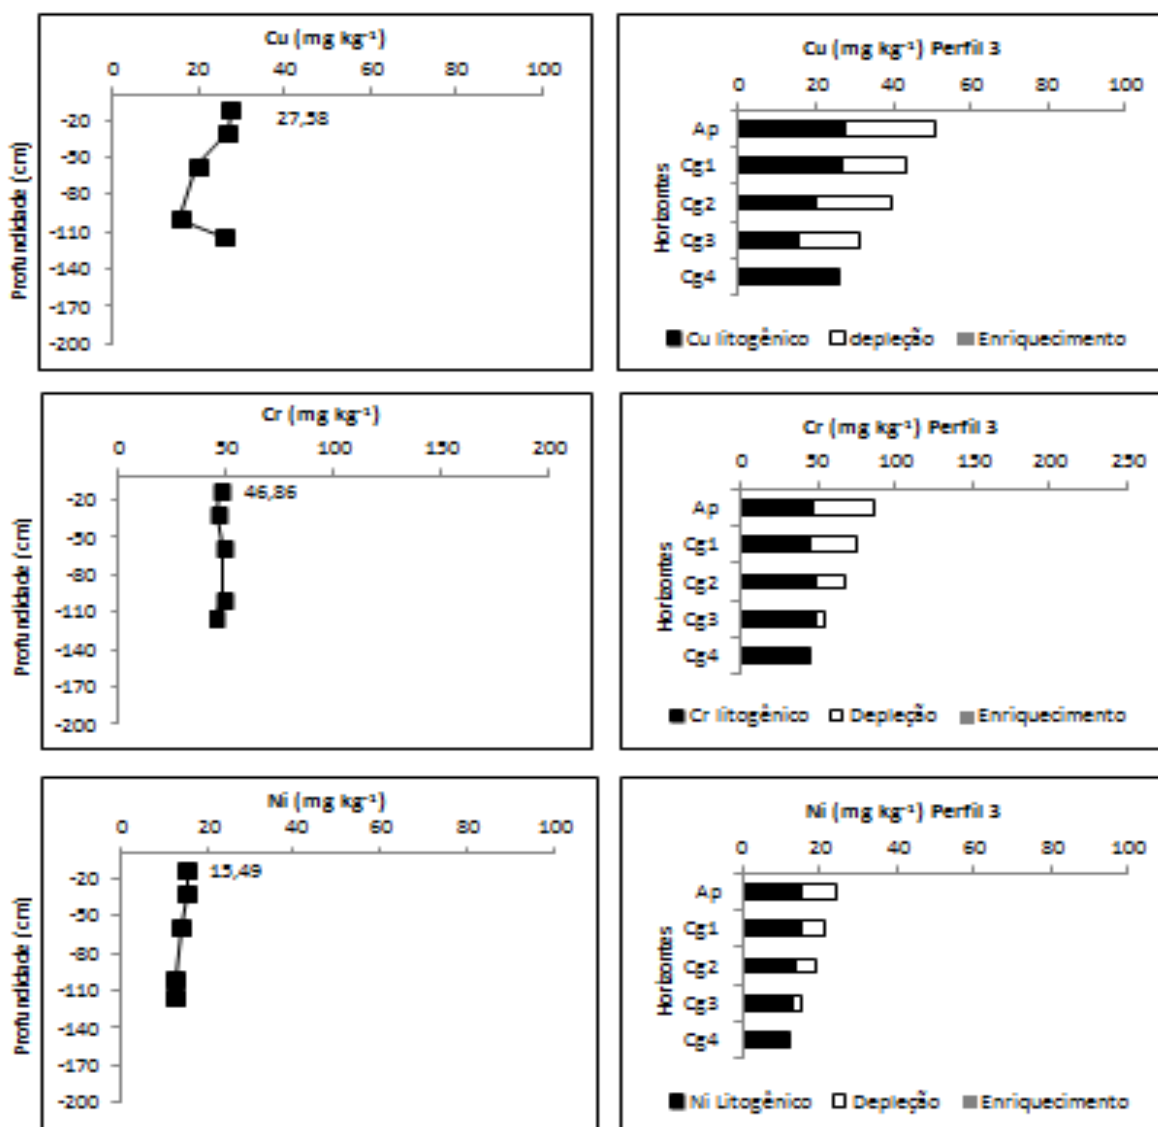 Cu (mg kg⁻¹)
0 20 40 60 80 100
27,38
-20
-50
-80
-110
-140
-170
-200
Profundidade (cm)
Cu (mg kg⁻¹) Perfil 3
0 20 40 60 80 100
Ap
Cg1
Cg2
Cg3
Cg4
Horizontes
Cu litogênico depleção Enriquecimento
Cr (mg kg⁻¹)
0 50 100 150 200
46,86
-20
-50
-80
-110
-140
-170
-200
Profundidade (cm)
Cr (mg kg⁻¹) Perfil 3
0 50 100 150 200 250
Ap
Cg1
Cg2
Cg3
Cg4
Horizontes
Cr litogênico Depleção Enriquecimento
Ni (mg kg⁻¹)
0 20 40 60 80 100
15,49
-20
-50
-80
-110
-140
-170
-200
Profundidade (cm)
Ni (mg kg⁻¹) Perfil 3
0 20 40 60 80 100
Ap
Cg1
Cg2
Cg3
Cg4
Horizontes
Ni Litogênico Depleção Enriquecimento